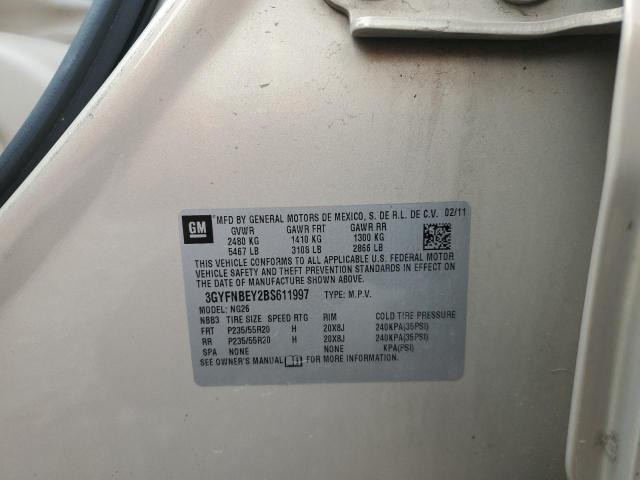 GM
MFD BY GENERAL MOTORS DE MEXICO, S. DE R.L. DE C.V. 02/11
GVWR GAWR FRT GAWR RR
2480 KG 1410 KG 1300 KG
5467 LB 3108 LB 2866 LB
THIS VEHICLE CONFORMS TO ALL APPLICABLE U.S. FEDERAL MOTOR
VEHICLE SAFETY AND THEFT PREVENTION STANDARDS IN EFFECT ON THE
DATE OF MANUFACTURE SHOWN ABOVE.
3GYFNBEY2BS611997 TYPE: M.P.V.
MODEL: NG26
NBB3 TIRE SIZE SPEED RTG RIM COLD TIRE PRESSURE
FRT P235/55R20 H 20X8J 240KPA(35PSI)
RR P235/55R20 H 20X8J 240KPA(35PSI)
SPA NONE NONE KPA(PSI)
SEE OWNER'S MANUAL FOR MORE INFORMATION.